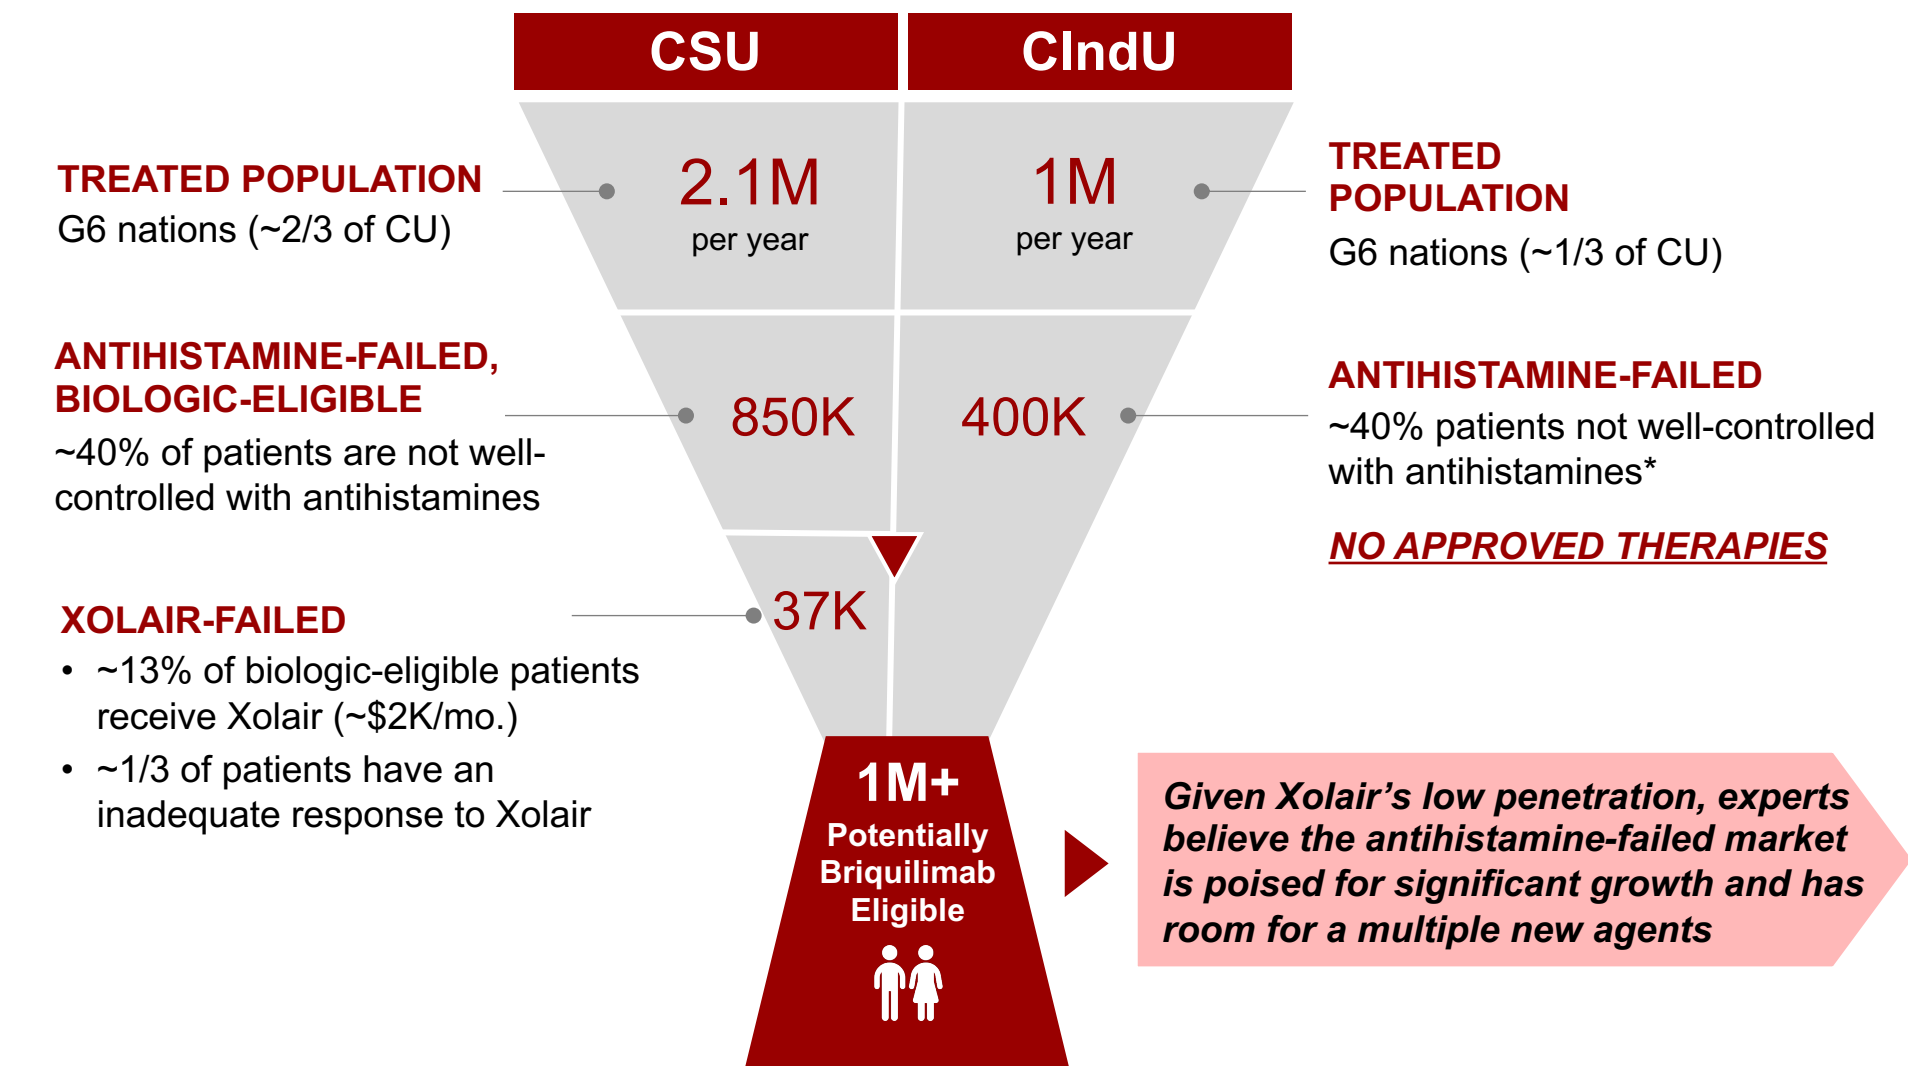 CSU
CIndU
TREATED POPULATION
G6 nations (~2/3 of CU)
2.1M
per year
1M
per year
TREATED
POPULATION
G6 nations (~1/3 of CU)
ANTIHISTAMINE-FAILED,
BIOLOGIC-ELIGIBLE
~40% of patients are not well-
controlled with antihistamines
850K
400K
ANTIHISTAMINE-FAILED
~40% patients not well-controlled
with antihistamines*
NO APPROVED THERAPIES
XOLAIR-FAILED
• ~13% of biologic-eligible patients
receive Xolair (~$2K/mo.)
• ~1/3 of patients have an
inadequate response to Xolair
37K
1M+
Potentially
Briquilimab
Eligible
Given Xolair’s low penetration, experts
believe the antihistamine-failed market
is poised for significant growth and has
room for a multiple new agents